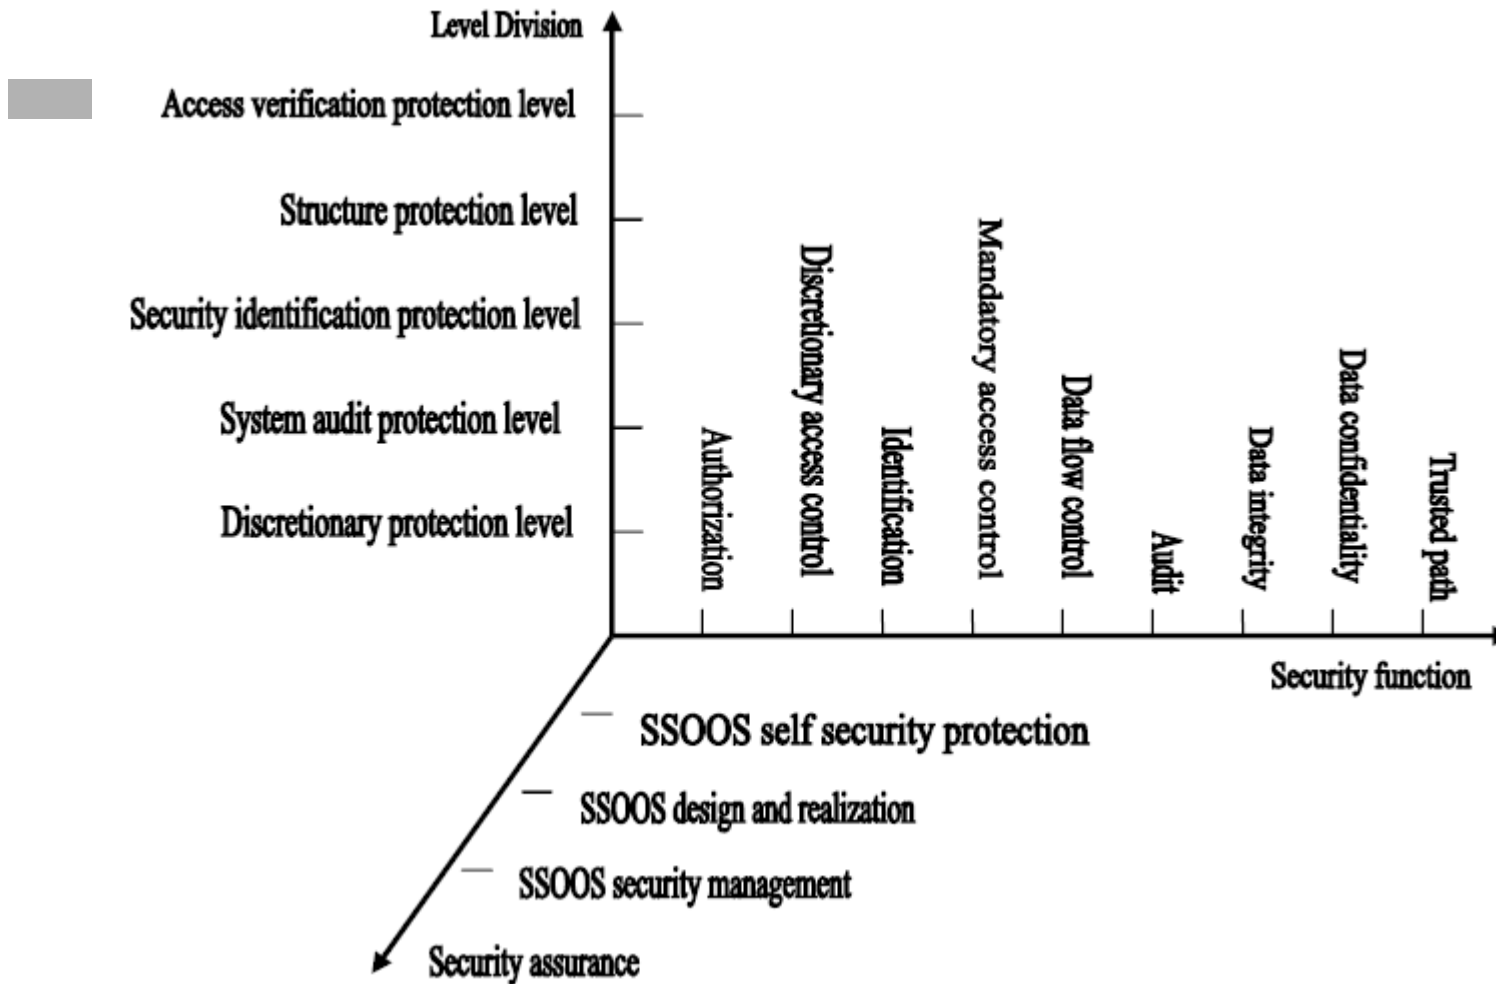 Level Division
Access verification protection level
Structure protection level
Security identification protection level
System audit protection level
Discretionary protection level
Authorization
Discretionary access control
Identification
Mandatory access control
Data flow control
Audit
Data integrity
Data confidentiality
Trusted path
Security function
SSOOS self security protection
SSOOS design and realization
SSOOS security management
Security assurance